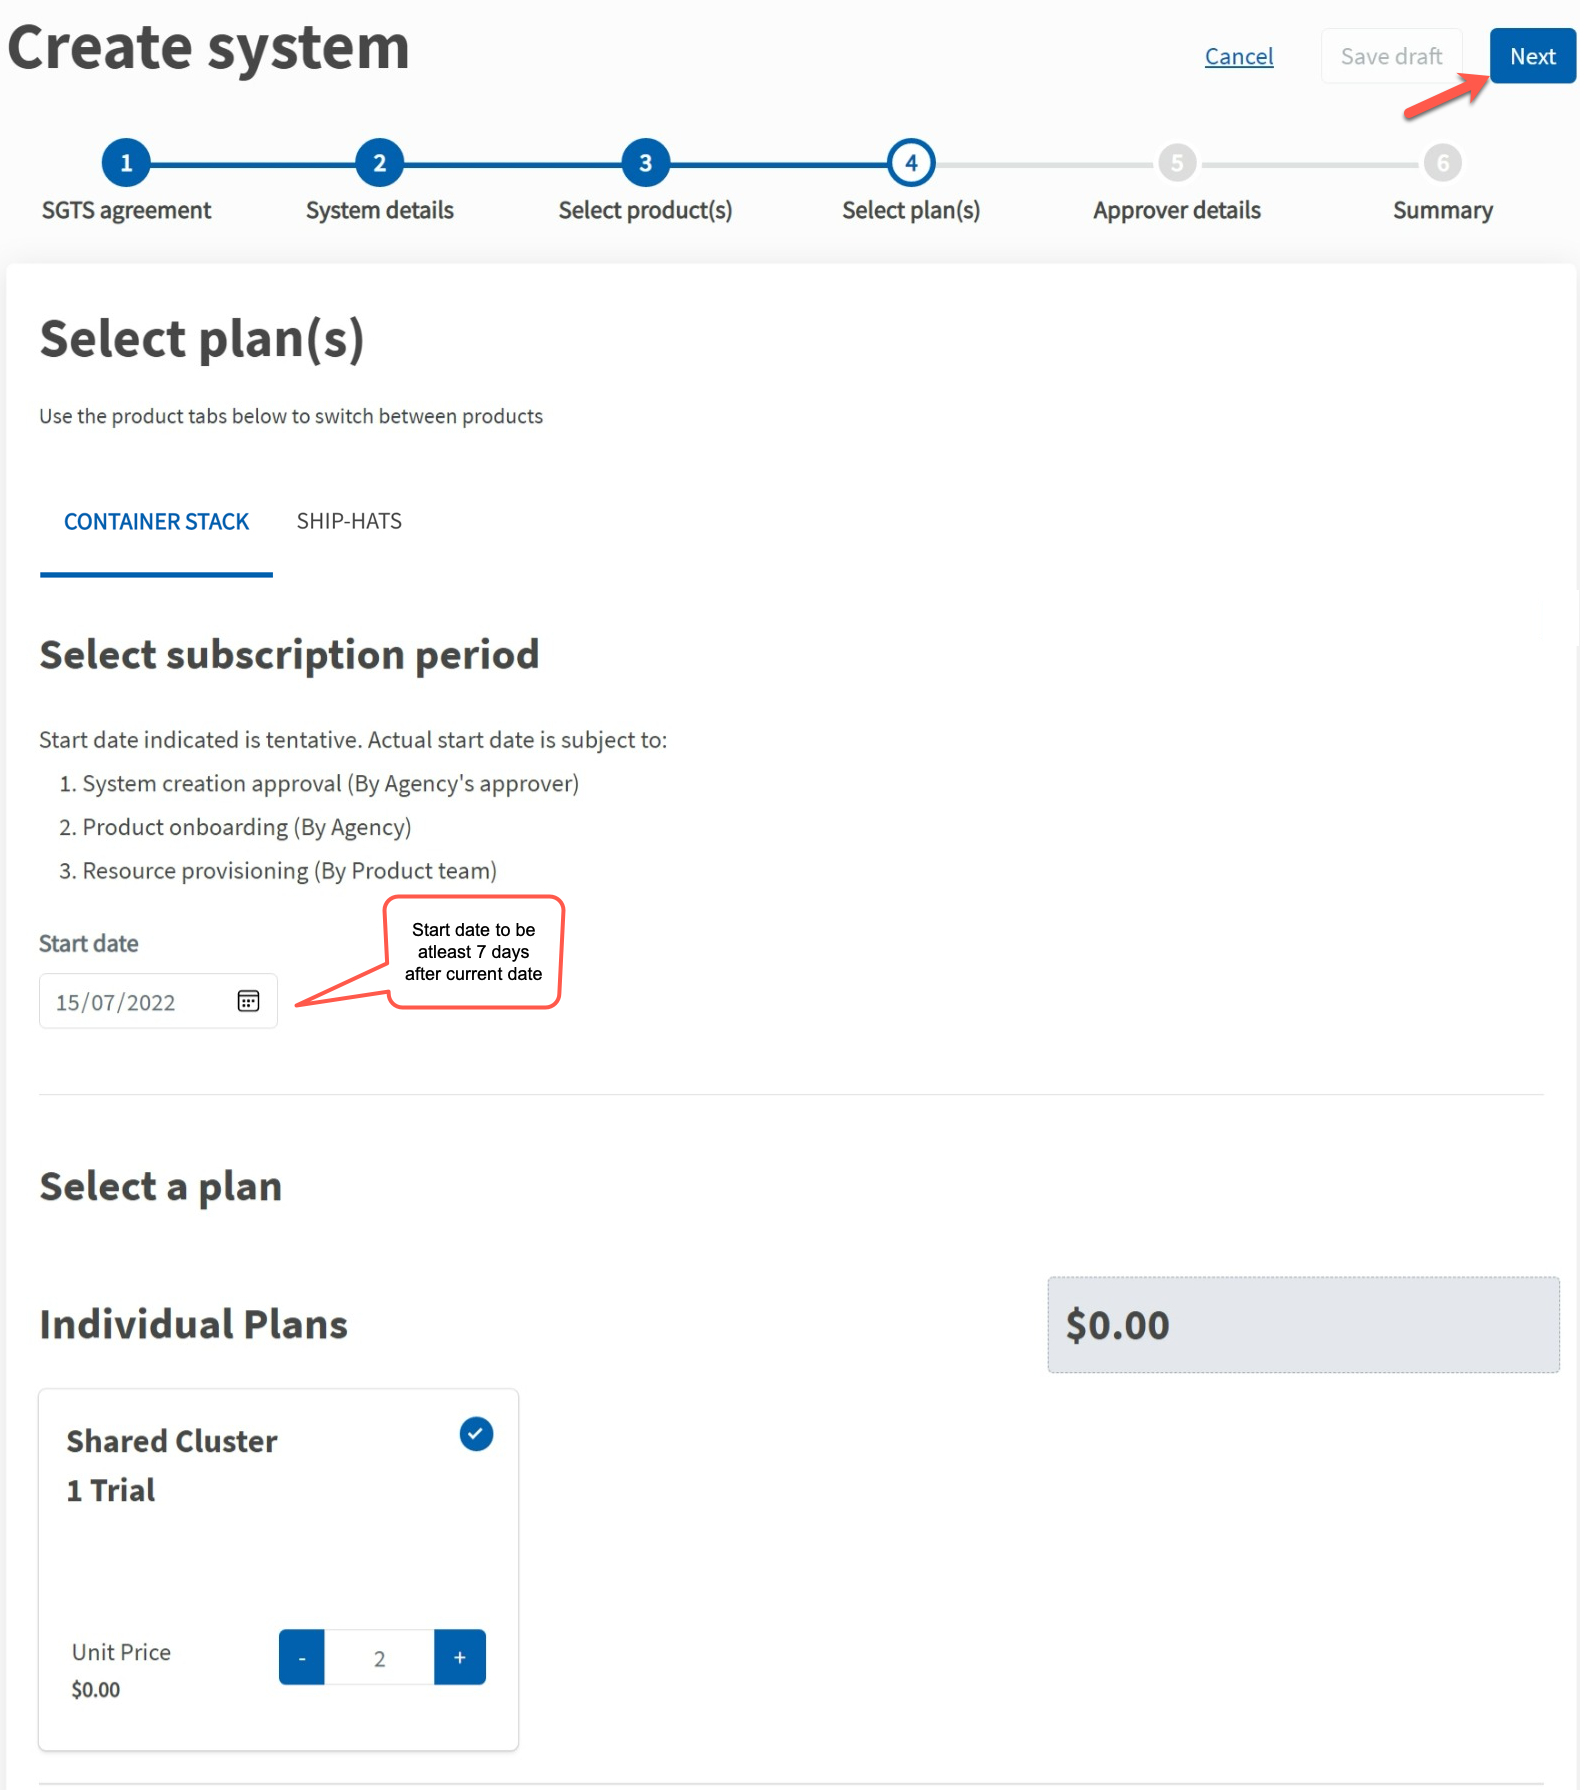 Create system
Cancel
Save draft
Next
1
2
3
4
5
6
SGTS agreement
System details
Select product(s)
Select plan(s)
Approver details
Summary
Select plan(s)
Use the product tabs below to switch between products
CONTAINER STACK
SHIP-HATS
Select subscription period
Start date indicated is tentative. Actual start date is subject to:
1. System creation approval (By Agency's approver)
2. Product onboarding (By Agency)
3. Resource provisioning (By Product team)
Start date to be
atleast 7 days
after current date
Start date
15/07/2022
Select a plan
Individual Plans
$0.00
Shared Cluster
1 Trial
Unit Price
$0.00
-
2
+